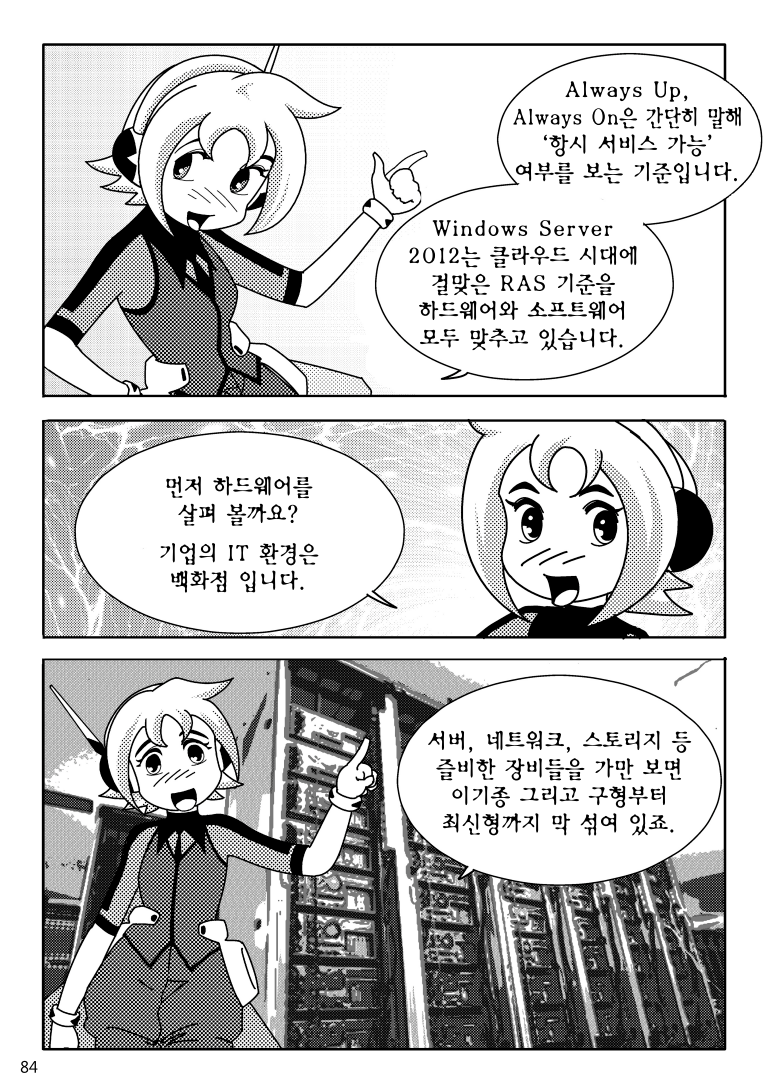 Always Up,
Always On은 간단히 말해
‘항시 서비스 가능’
여부를 보는 기준입니다.
Windows Server
2012는 클라우드 시대에
걸맞은 RAS 기준을
하드웨어와 소프트웨어
모두 맞추고 있습니다.
먼저 하드웨어를
살펴 볼까요?
기업의 IT 환경은
백화점 입니다.
서버, 네트워크, 스토리지 등
즐비한 장비들을 가만 보면
이기종 그리고 구형부터
최신형까지 막 섞여 있죠.
84